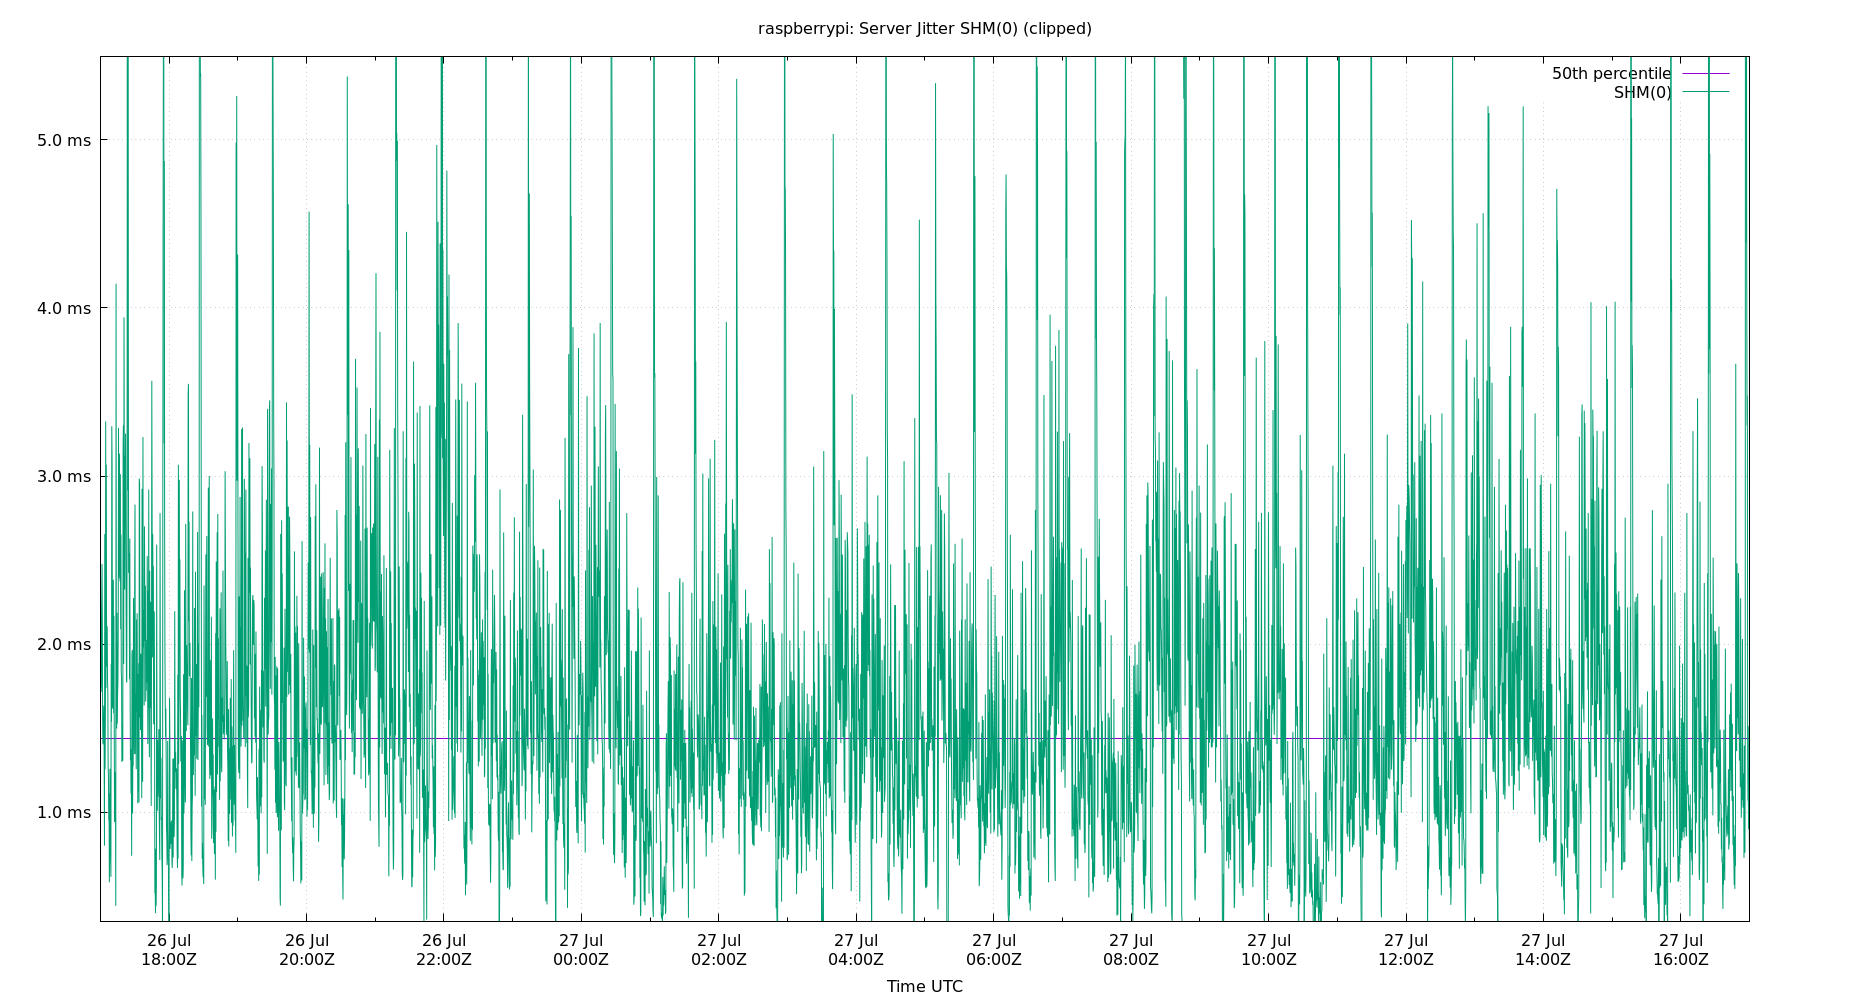 raspberrypi: Server Jitter SHM(0) (clipped)
50th percentile
SHM(0)
5.0 ms
4.0 ms
3.0 ms
2.0 ms
1.0 ms
26 Jul 26 Jul 26 Jul 27 Jul 27 Jul 27 Jul 27 Jul 27 Jul 27 Jul 27 Jul 27 Jul 27 Jul
18:00Z 20:00Z 22:00Z 00:00Z 02:00Z 04:00Z 06:00Z 08:00Z 10:00Z 12:00Z 14:00Z 16:00Z
Time UTC